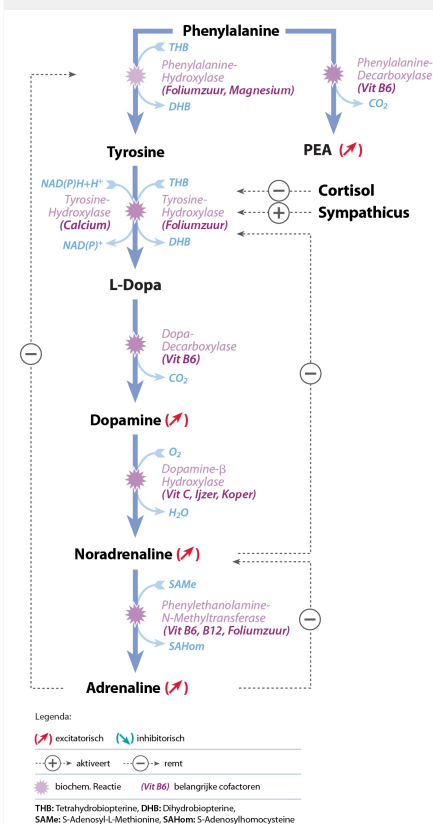 Phenylalanine
THB
Phenylalanine-
Hydroxylase
(Foliumzuur, Magnesium)
DHB
Phenylalanine-
Decarboxylase
(Vit B6)
CO₂
Tyrosine
PEA (↗)
NAD(P)H+H⁺
Tyrosine-
Hydroxylase
(Calcium)
NAD(P)⁺
THB
Tyrosine-
Hydroxylase
(Foliumzuur)
DHB
− Cortisol
+ Sympathicus
L-Dopa
Dopa-
Decarboxylase
(Vit B6)
CO₂
−
−
Dopamine (↗)
O₂
Dopamine-β
Hydroxylase
(Vit C, Ijzer, Koper)
H₂O
Noradrenaline (↗)
SAMe
Phenylethanolamine-
N-Methyltransferase
(Vit B6, B12, Foliumzuur)
SAHom
−
Adrenaline (↗)
Legenda:
(↗) excitatorisch (↘) inhibitorisch
+ aktiveert − remt
biochem. Reactie (Vit B6) belangrijke cofactoren
THB: Tetrahydrobiopterine, DHB: Dihydrobiopterine,
SAMe: S-Adenosyl-L-Methionine, SAHom: S-Adenosylhomocysteine